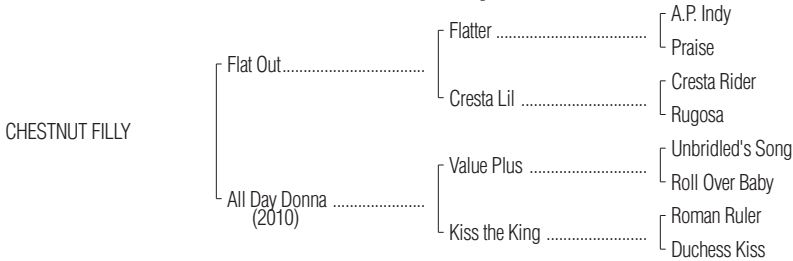 A.P. Indy
Flatter ..................................
Praise
Flat Out................................
Cresta Rider
Cresta Lil ..............................
Rugosa
CHESTNUT FILLY
Unbridled's Song
Value Plus ............................
Roll Over Baby
All Day Donna ......................
(2010)
Roman Ruler
Kiss the King ........................
Duchess Kiss